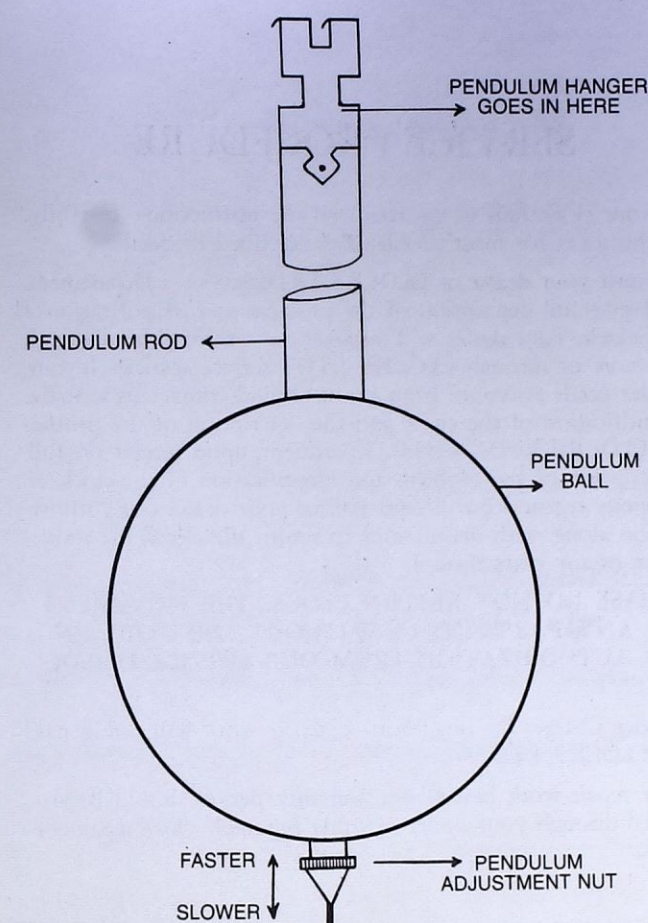 PENDULUM HANGER
GOES IN HERE
PENDULUM ROD
PENDULUM
BALL
FASTER
PENDULUM
ADJUSTMENT NUT
SLOWER